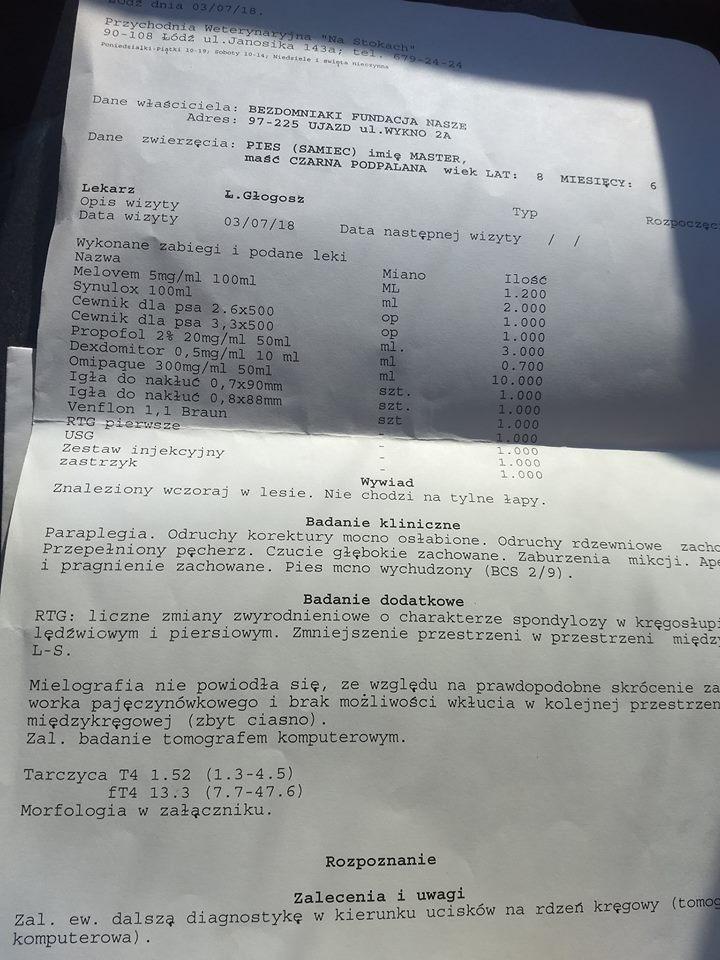 Łódź dnia 03/07/18.
Przychodnia Weterynaryjna "Na Stokach"
90-108 Łódź ul.Janosika 143a; tel. 679-24-24
Poniedziałki-Piątki 10-19; Soboty 10-14; Niedziele i święta nieczynna
Dane właściciela: BEZDOMNIAKI FUNDACJA NASZE
Adres: 97-225 UJAZD ul.WYKNO 2A
Dane zwierzęcia: PIES (SAMIEC) imię MASTER,
maść CZARNA PODPALANA wiek LAT: 8 MIESIĘCY: 6
Lekarz Ł.Głogosz
Opis wizyty Typ Rozpoczęc
Data wizyty 03/07/18 Data następnej wizyty / /
Wykonane zabiegi i podane leki
Nazwa Miano Ilość
Melovem 5mg/ml 100ml ML 1.200
Synulox 100ml ml 2.000
Cewnik dla psa 2.6x500 op 1.000
Cewnik dla psa 3,3x500 op 1.000
Propofol 2% 20mg/ml 50ml ml. 3.000
Dexdomitor 0,5mg/ml 10 ml ml 0.700
Omipaque 300mg/ml 50ml ml 10.000
Igła do nakłuć 0,7x90mm szt. 1.000
Igła do nakłuć 0,8x88mm szt. 1.000
Venflon 1,1 Braun szt 1.000
RTG pierwsze - 1.000
USG - 1.000
Zestaw injekcyjny - 1.000
zastrzyk
Wywiad
Znaleziony wczoraj w lesie. Nie chodzi na tylne łapy.
Badanie kliniczne
Paraplegia. Odruchy korektury mocno osłabione. Odruchy rdzewniowe zacho
Przepełniony pęcherz. Czucie głębokie zachowane. Zaburzenia mikcji. Ape
i pragnienie zachowane. Pies mcno wychudzony (BCS 2/9).
Badanie dodatkowe
RTG: liczne zmiany zwyrodnieniowe o charakterze spondylozy w kręgosłupi
lędźwiowym i piersiowym. Zmniejszenie przestrzeni w przestrzeni między
L-S.
Mielografia nie powiodła się, ze względu na prawdopodobne skrócenie za
worka pajęczynówkowego i brak możliwości wkłucia w kolejnej przestrzen
międzykręgowej (zbyt ciasno).
Zal. badanie tomografem komputerowym.
Tarczyca T4 1.52 (1.3-4.5)
fT4 13.3 (7.7-47.6)
Morfologia w załączniku.
Rozpoznanie
Zalecenia i uwagi
Zal. ew. dalszą diagnostykę w kierunku ucisków na rdzeń kręgowy (tomog
komputerowa).